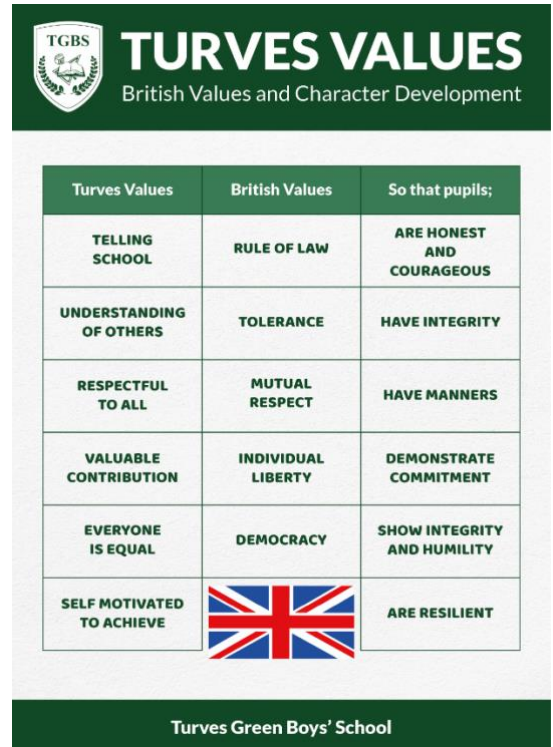 TGBS
TURVES VALUES
British Values and Character Development
Turves Values
British Values
So that pupils;
TELLING
SCHOOL
RULE OF LAW
ARE HONEST
AND
COURAGEOUS
UNDERSTANDING
OF OTHERS
TOLERANCE
HAVE INTEGRITY
RESPECTFUL
TO ALL
MUTUAL
RESPECT
HAVE MANNERS
VALUABLE
CONTRIBUTION
INDIVIDUAL
LIBERTY
DEMONSTRATE
COMMITMENT
EVERYONE
IS EQUAL
DEMOCRACY
SHOW INTEGRITY
AND HUMILITY
SELF MOTIVATED
TO ACHIEVE
ARE RESILIENT
Turves Green Boys' School